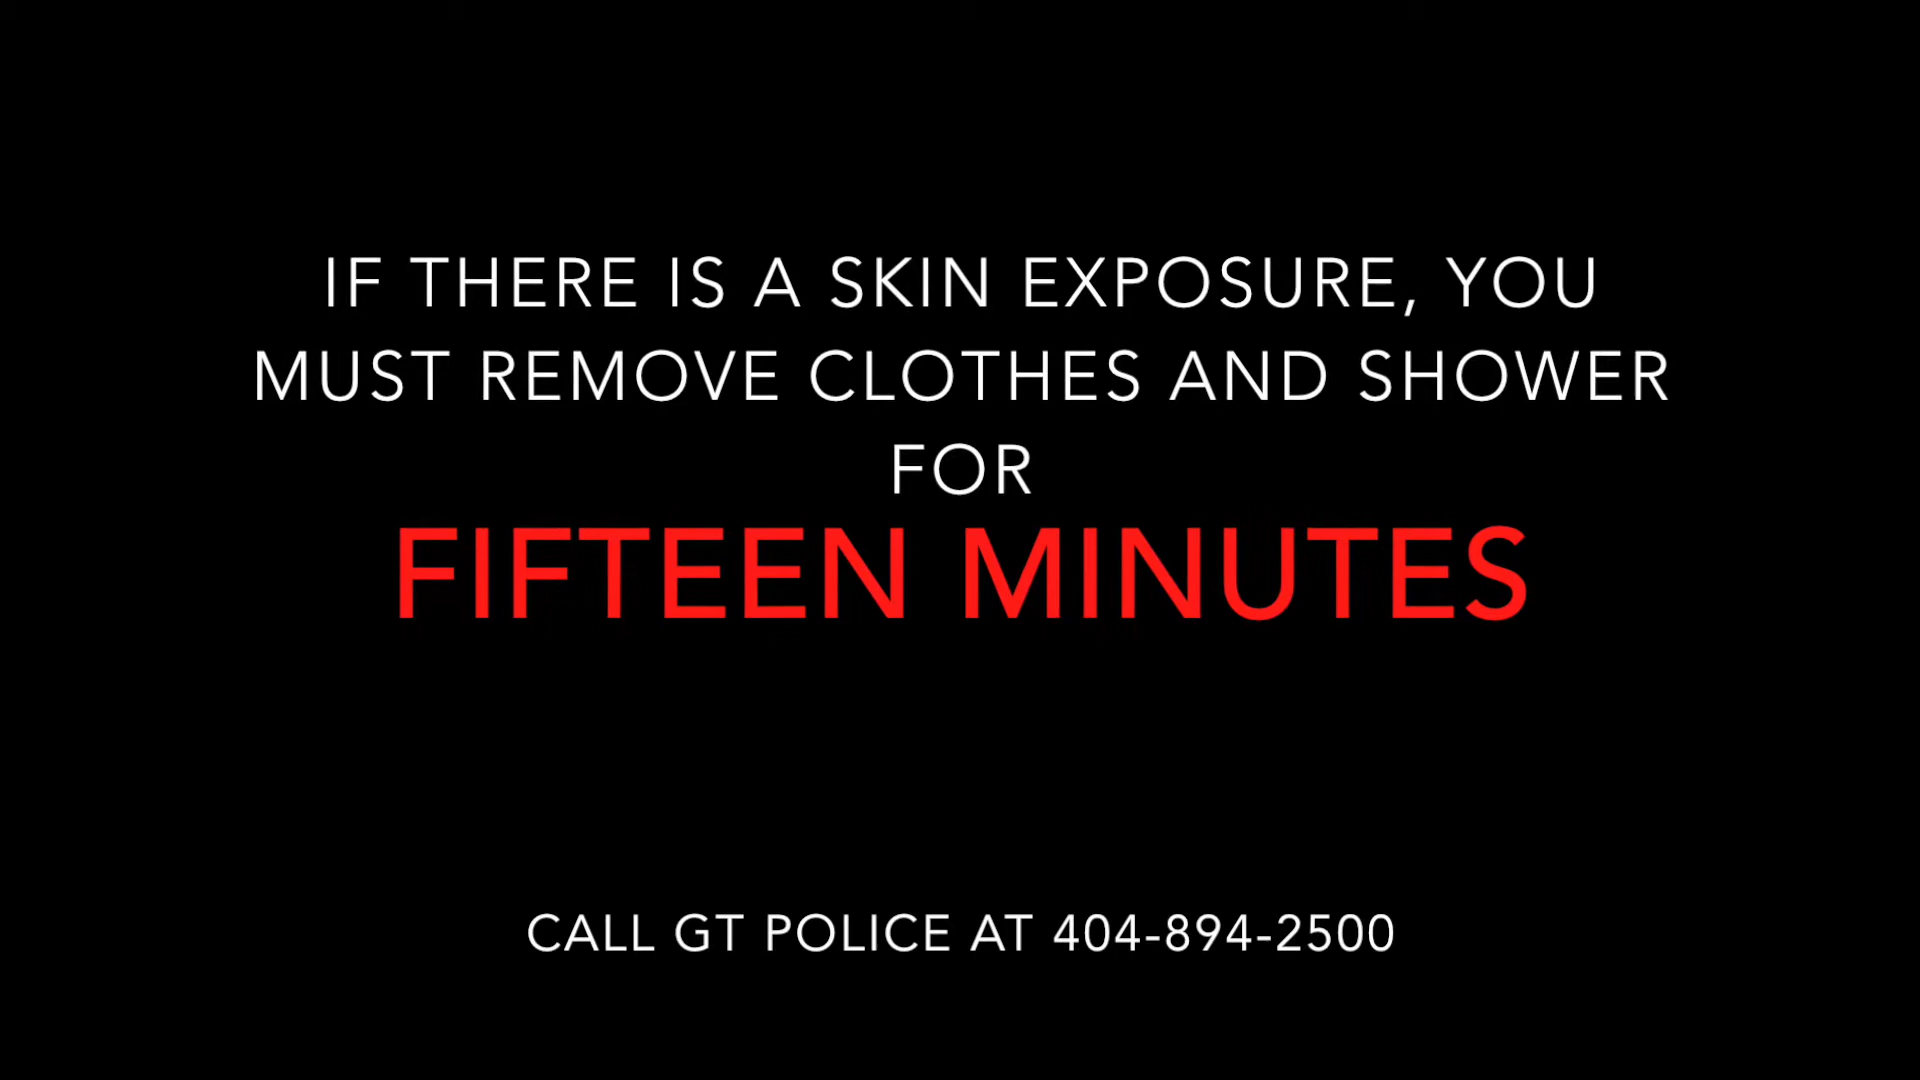 IF THERE IS A SKIN EXPOSURE, YOU
MUST REMOVE CLOTHES AND SHOWER
FOR
FIFTEEN MINUTES
CALL GT POLICE AT 404-894-2500